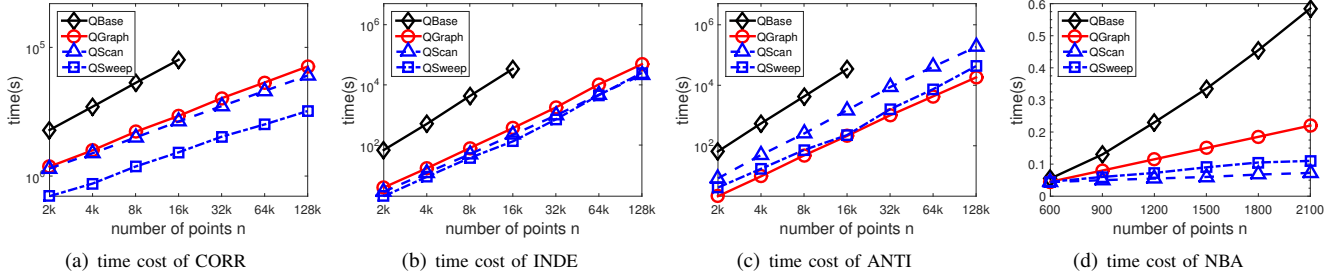 QBase
QGraph
QScan
QSweep
time(s)
10^5
10^0
2k 4k 8k 16k 32k 64k 128k
number of points n
(a) time cost of CORR
QBase
QGraph
QScan
QSweep
time(s)
10^6
10^4
10^2
2k 4k 8k 16k 32k 64k 128k
number of points n
(b) time cost of INDE
QBase
QGraph
QScan
QSweep
time(s)
10^6
10^4
10^2
2k 4k 8k 16k 32k 64k 128k
number of points n
(c) time cost of ANTI
QBase
QGraph
QScan
QSweep
time(s)
0.6
0.5
0.4
0.3
0.2
0.1
0
600 900 1200 1500 1800 2100
number of points n
(d) time cost of NBA